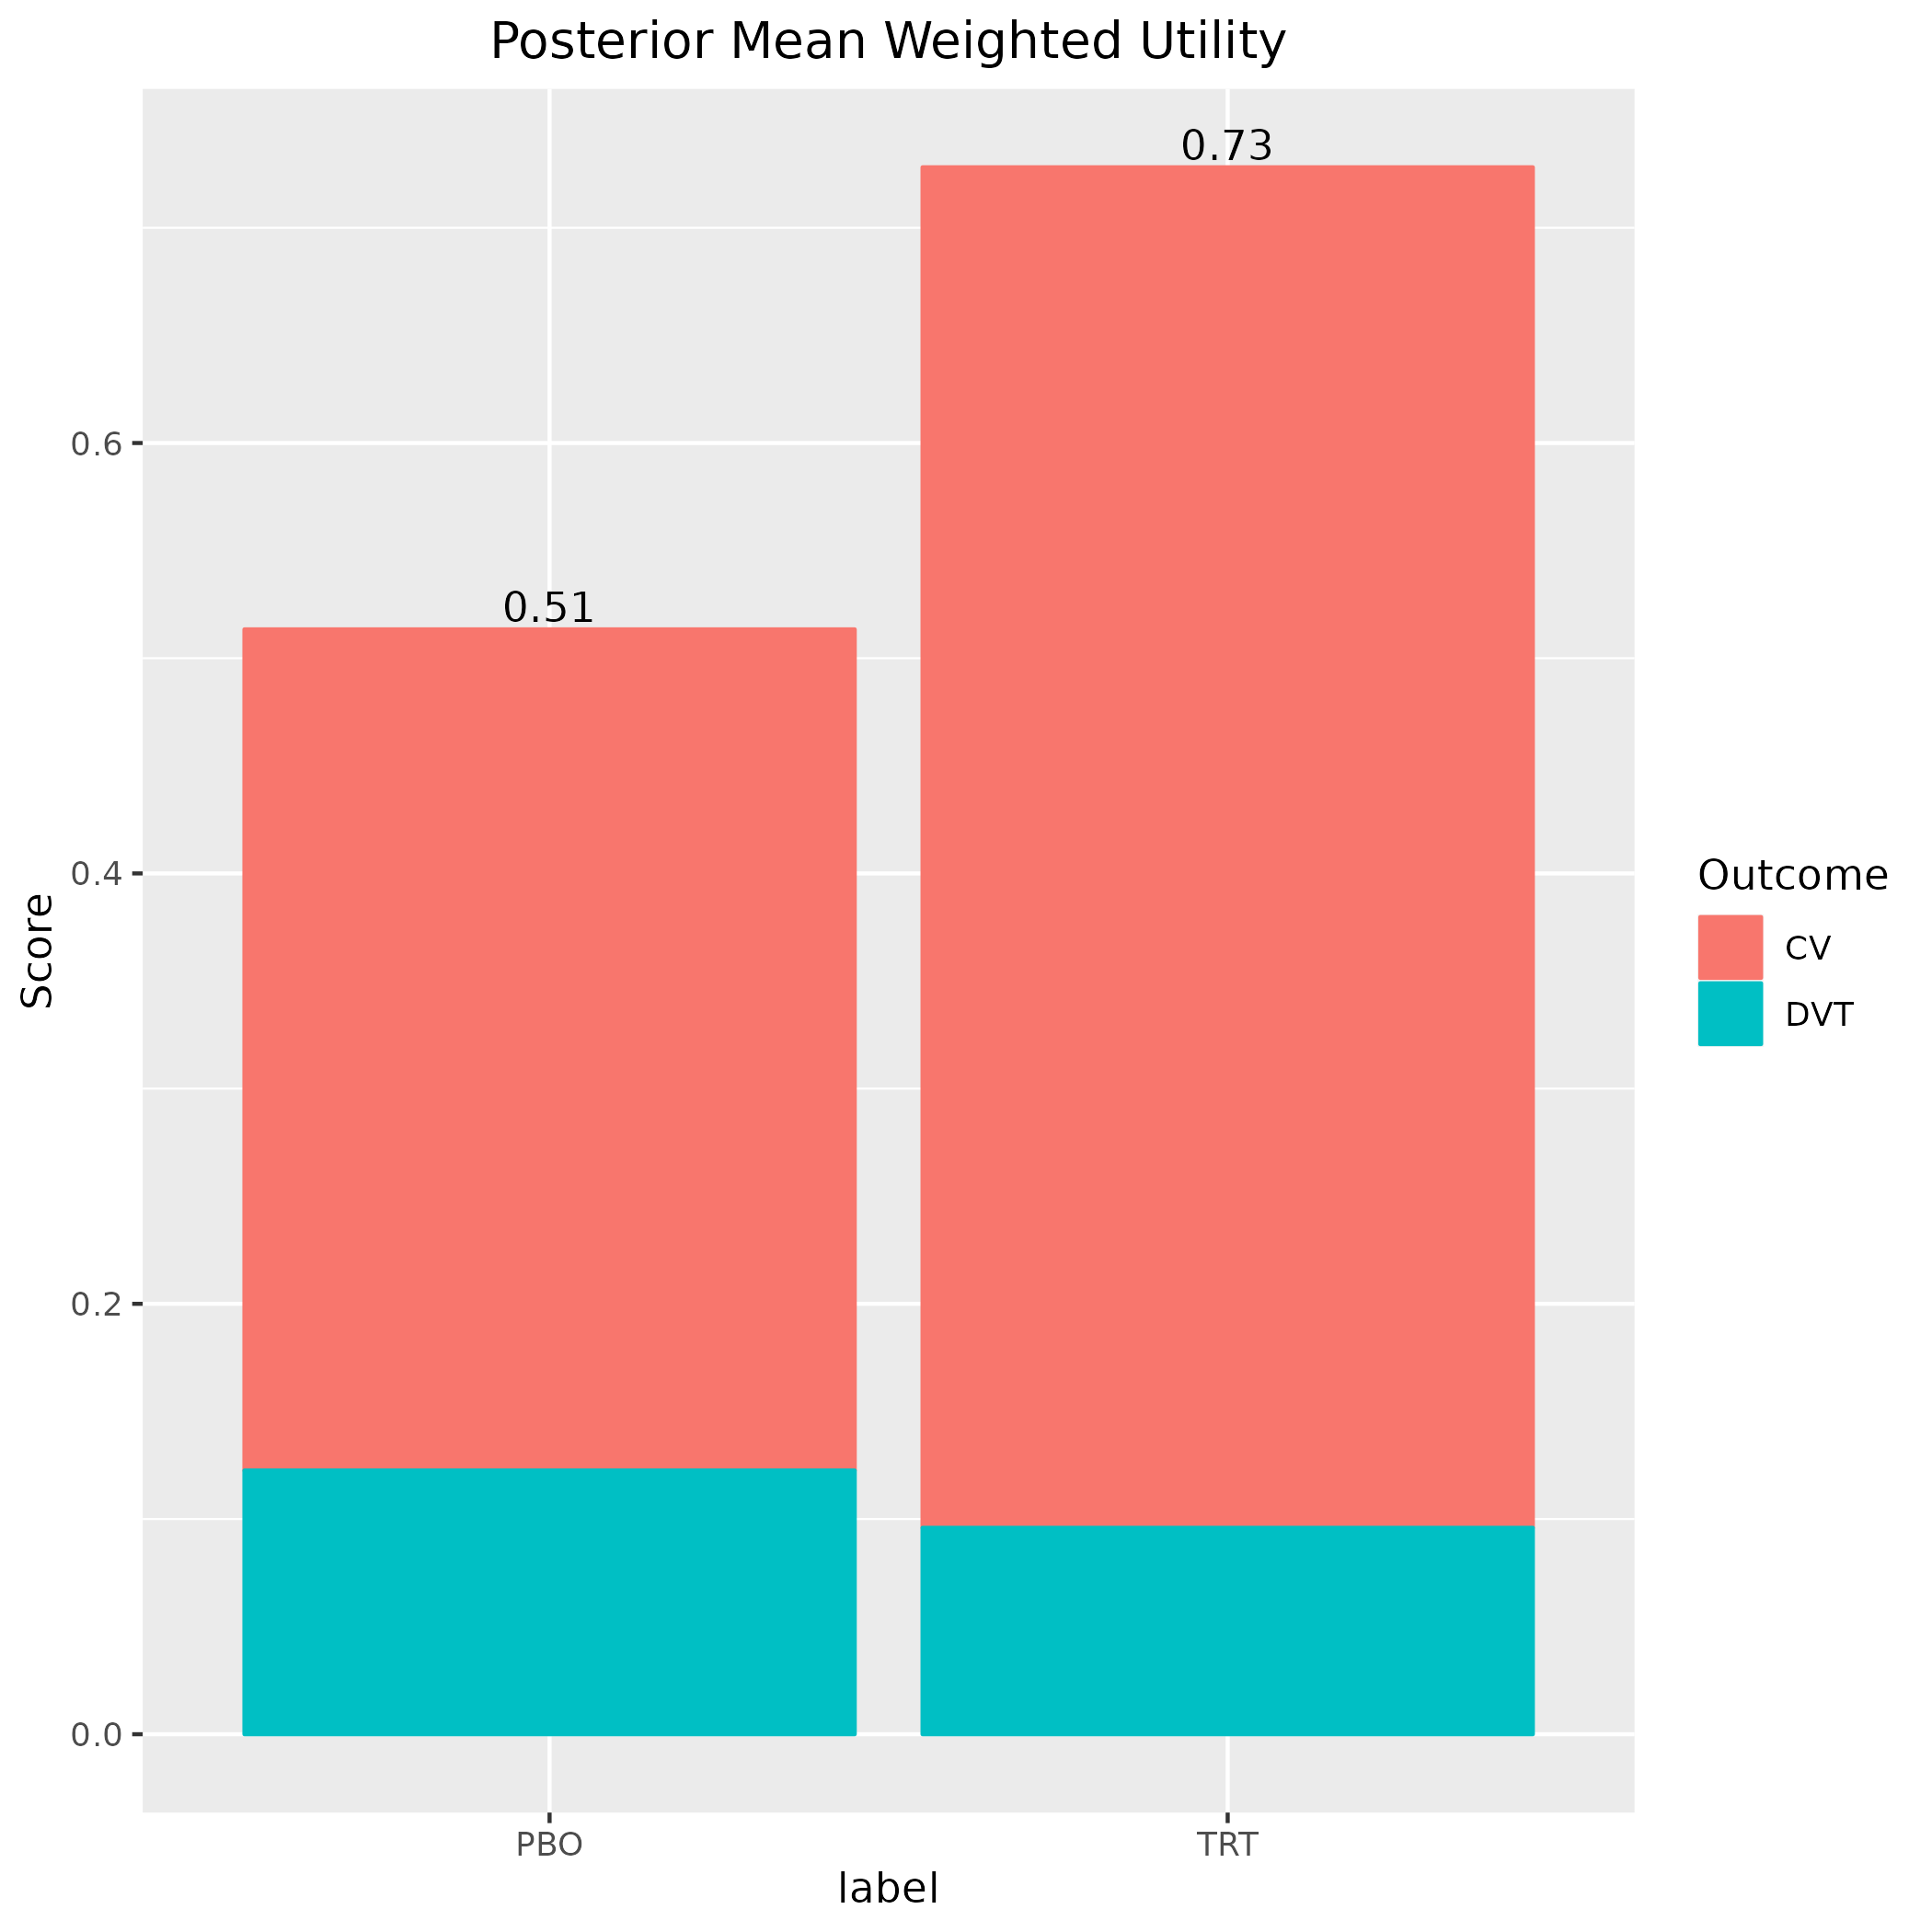 Posterior Mean Weighted Utility
0.73
0.51
0.6
0.4
0.2
0.0
Score
PBO
TRT
label
Outcome
CV
DVT